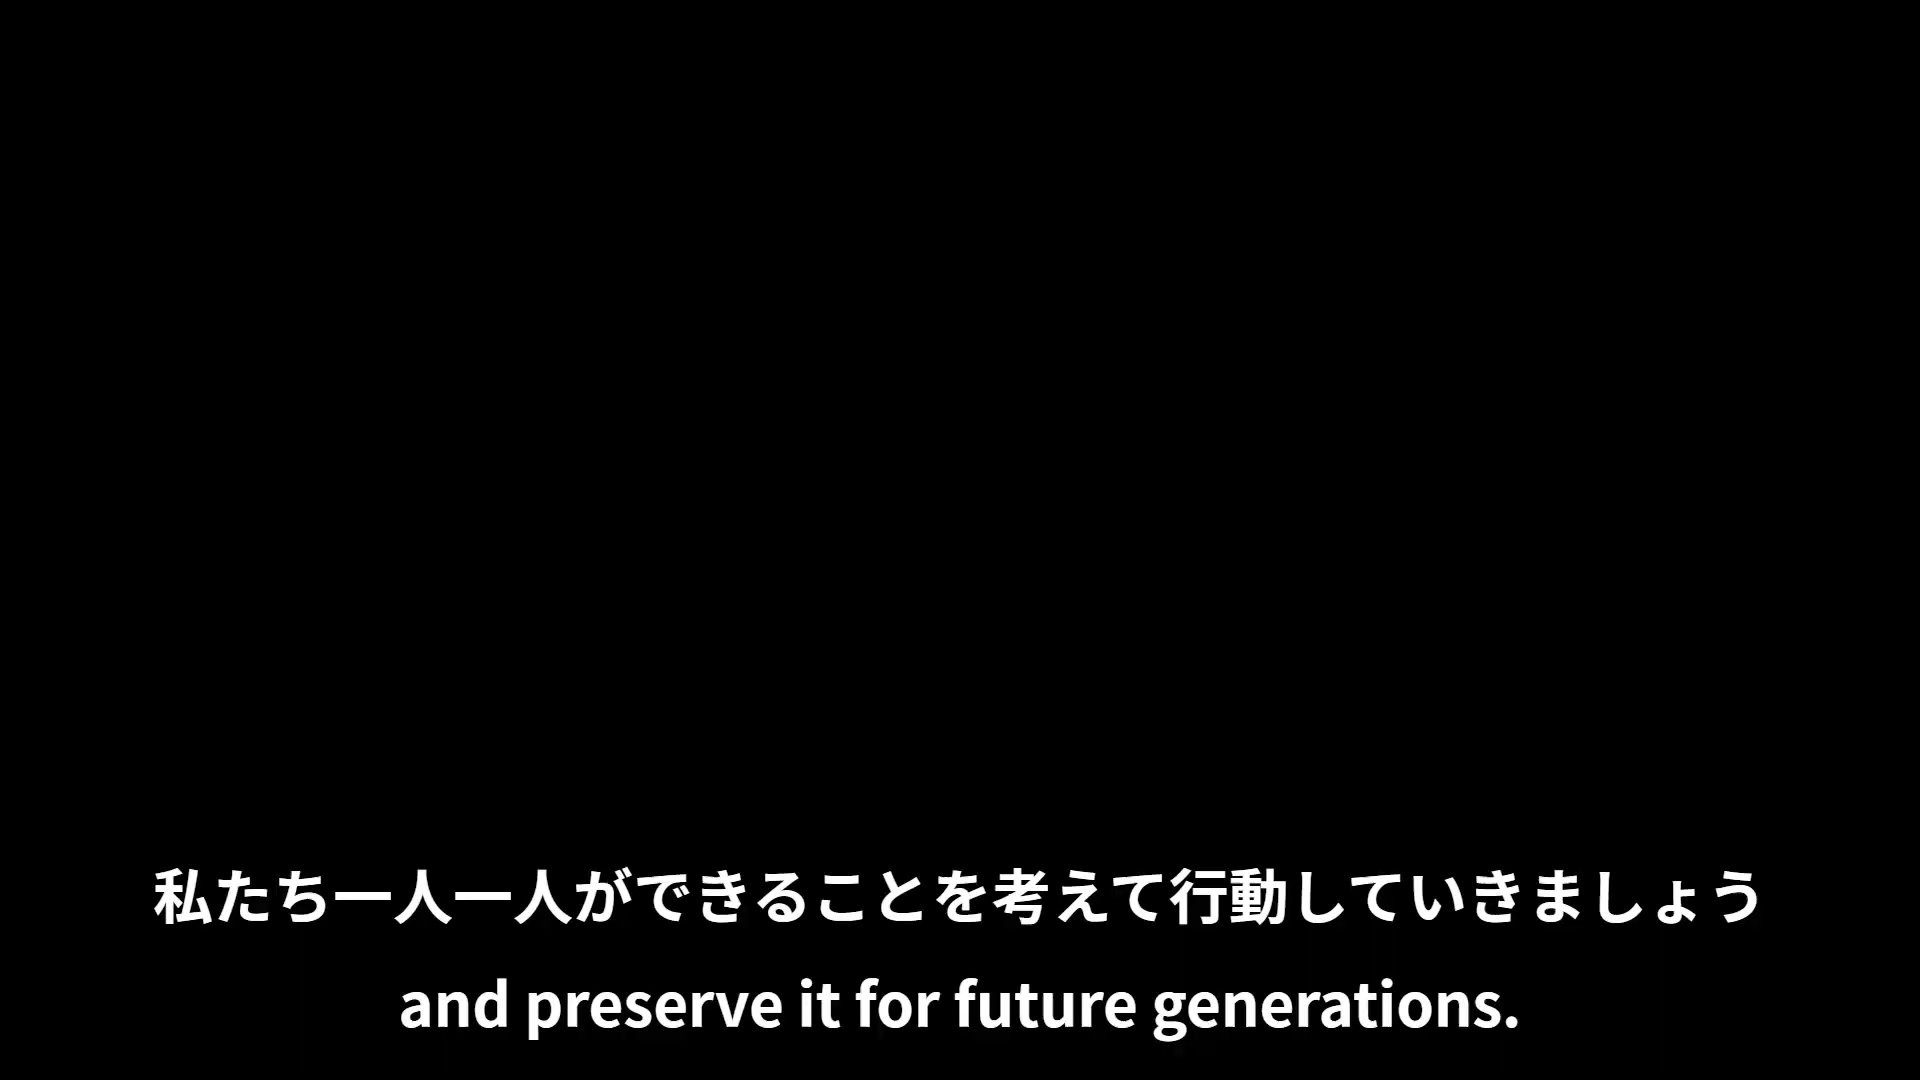 私たち一人一人ができることを考えて行動していきましょう
and preserve it for future generations.